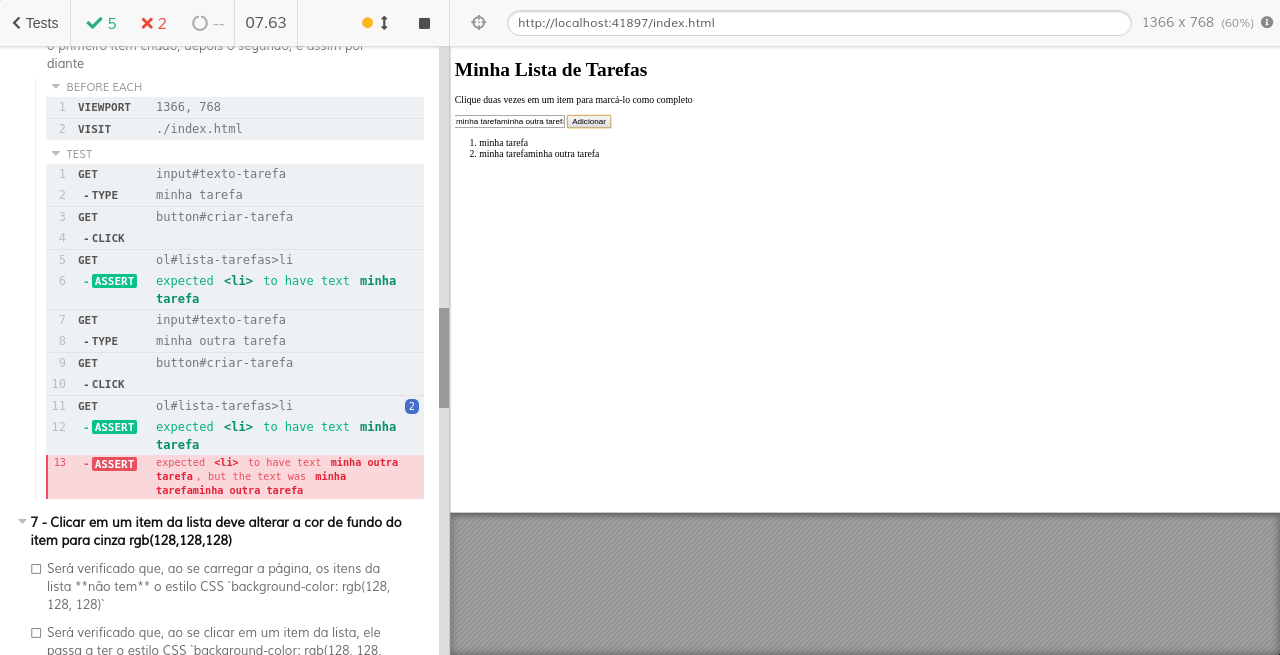 Tests 5 2 -- 07.63 http://localhost:41897/index.html 1366 x 768 (60%)
o primeiro item criado, depois o segundo, e assim por
diante
BEFORE EACH
1 VIEWPORT 1366, 768
2 VISIT ./index.html
TEST
1 GET input#texto-tarefa
2 - TYPE minha tarefa
3 GET button#criar-tarefa
4 - CLICK
5 GET ol#lista-tarefas>li
6 - ASSERT expected <li> to have text minha
tarefa
7 GET input#texto-tarefa
8 - TYPE minha outra tarefa
9 GET button#criar-tarefa
10 - CLICK
11 GET ol#lista-tarefas>li 2
12 - ASSERT expected <li> to have text minha
tarefa
13 - ASSERT expected <li> to have text minha outra
tarefa, but the text was minha
tarefaminha outra tarefa
7 - Clicar em um item da lista deve alterar a cor de fundo do
item para cinza rgb(128,128,128)
Será verificado que, ao se carregar a página, os itens da
lista **não tem** o estilo CSS `background-color: rgb(128,
128, 128)`
Será verificado que, ao se clicar em um item da lista, ele
passa a ter o estilo CSS `background-color: rgb(128, 128,
Minha Lista de Tarefas
Clique duas vezes em um item para marcá-lo como completo
minha tarefaminha outra taref Adicionar
1. minha tarefa
2. minha tarefaminha outra tarefa